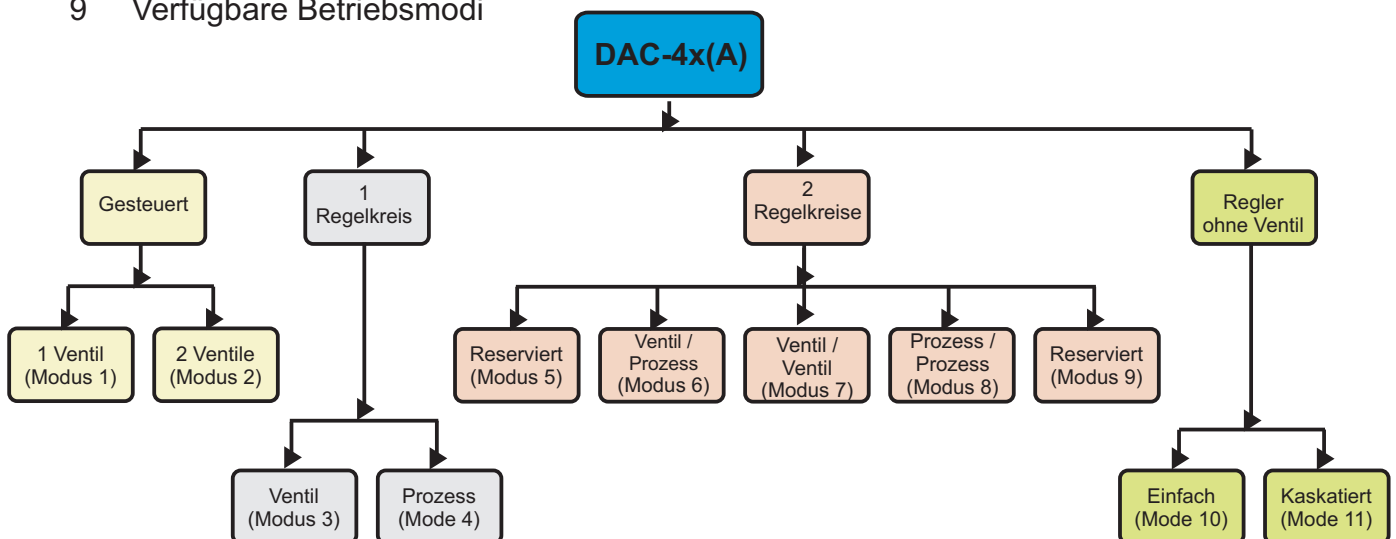 9 Verfügbare Betriebsmodi
DAC-4x(A)
Gesteuert
1
Regelkreis
2
Regelkreise
Regler
ohne Ventil
1 Ventil
(Modus 1)
2 Ventile
(Modus 2)
Reserviert
(Modus 5)
Ventil /
Prozess
(Modus 6)
Ventil /
Ventil
(Modus 7)
Prozess /
Prozess
(Modus 8)
Reserviert
(Modus 9)
Ventil
(Modus 3)
Prozess
(Mode 4)
Einfach
(Mode 10)
Kaskatiert
(Mode 11)